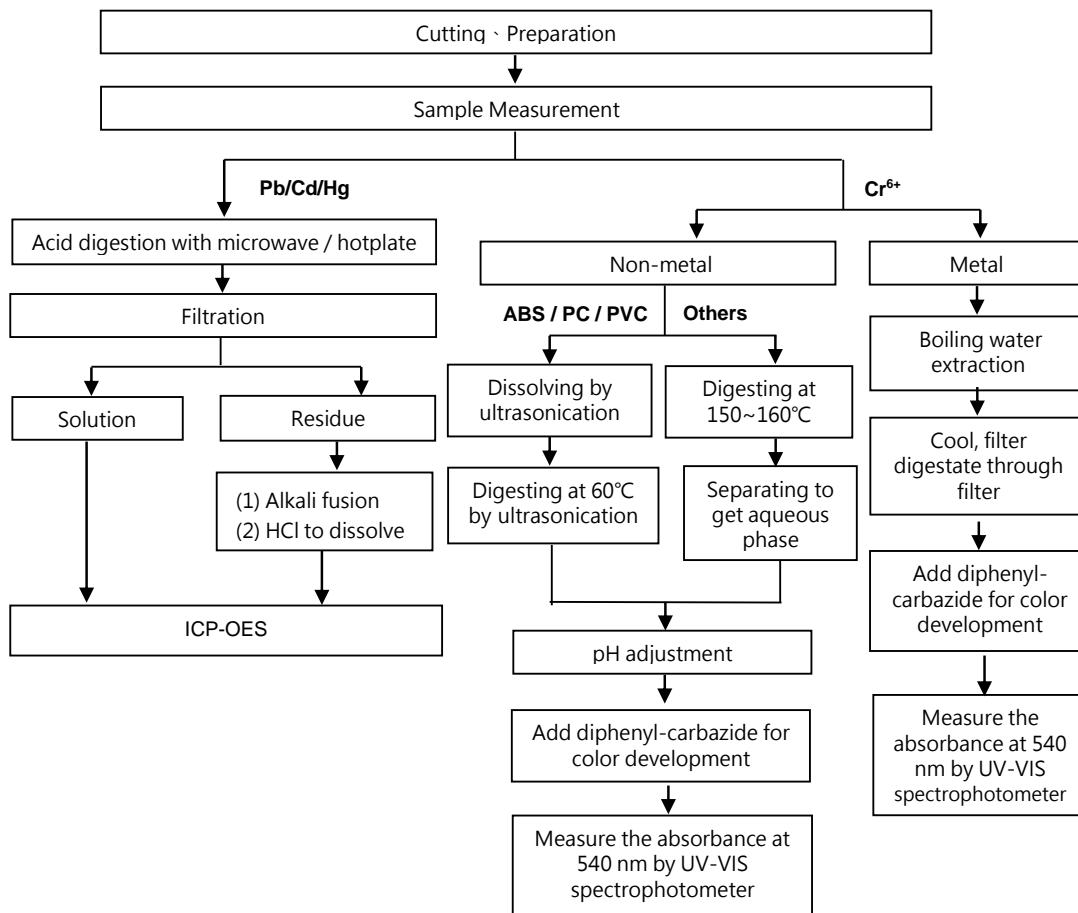 Cutting、Preparation
Sample Measurement
Pb/Cd/Hg
Cr6+
Acid digestion with microwave / hotplate
Filtration
Solution
Residue
(1) Alkali fusion
(2) HCl to dissolve
ICP-OES
Non-metal
ABS / PC / PVC
Others
Dissolving by
ultrasonication
Digesting at 60℃
by ultrasonication
Digesting at
150~160℃
Separating to
get aqueous
phase
pH adjustment
Add diphenyl-carbazide for
color development
Measure the absorbance at
540 nm by UV-VIS
spectrophotometer
Metal
Boiling water
extraction
Cool, filter
digestate through
filter
Add diphenyl-
carbazide for color
development
Measure the
absorbance at 540
nm by UV-VIS
spectrophotometer